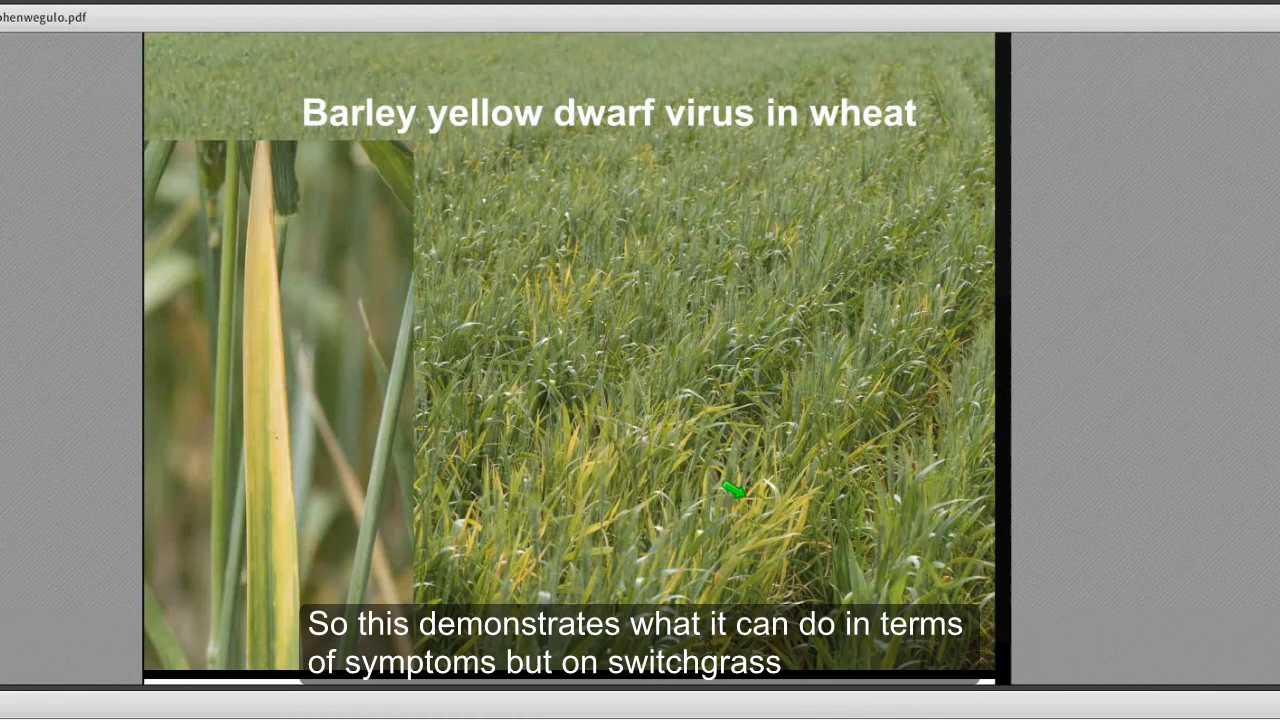 henwegulo.pdf
Barley yellow dwarf virus in wheat
So this demonstrates what it can do in terms
of symptoms but on switchgrass